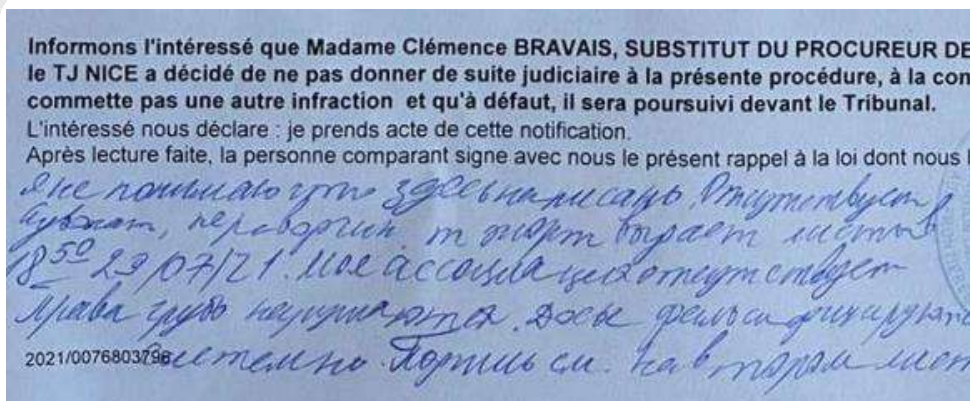 Informons l'intéressé que Madame Clémence BRAVAIS, SUBSTITUT DU PROCUREUR DE
le TJ NICE a décidé de ne pas donner de suite judiciaire à la présente procédure, à la con
commette pas une autre infraction et qu'à défaut, il sera poursuivi devant le Tribunal.
L'intéressé nous déclare : je prends acte de cette notification.
Après lecture faite, la personne comparant signe avec nous le présent rappel à la loi dont nous l
Я не понимаю что здесь написано. Отсутствует
адвокат, переводчик
18 50 29/07/21. Моя ассоциация отсутствует
Права грубо нарушаются. Досье фальсифицируют
2021/0076803796 на втором